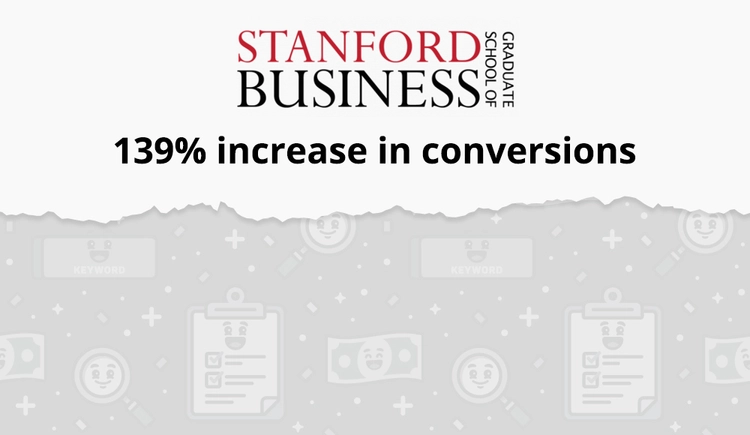 STANFORD
BUSINESS
GRADUATE
SCHOOL OF
139% increase in conversions
KEYWORD
KEYWORD